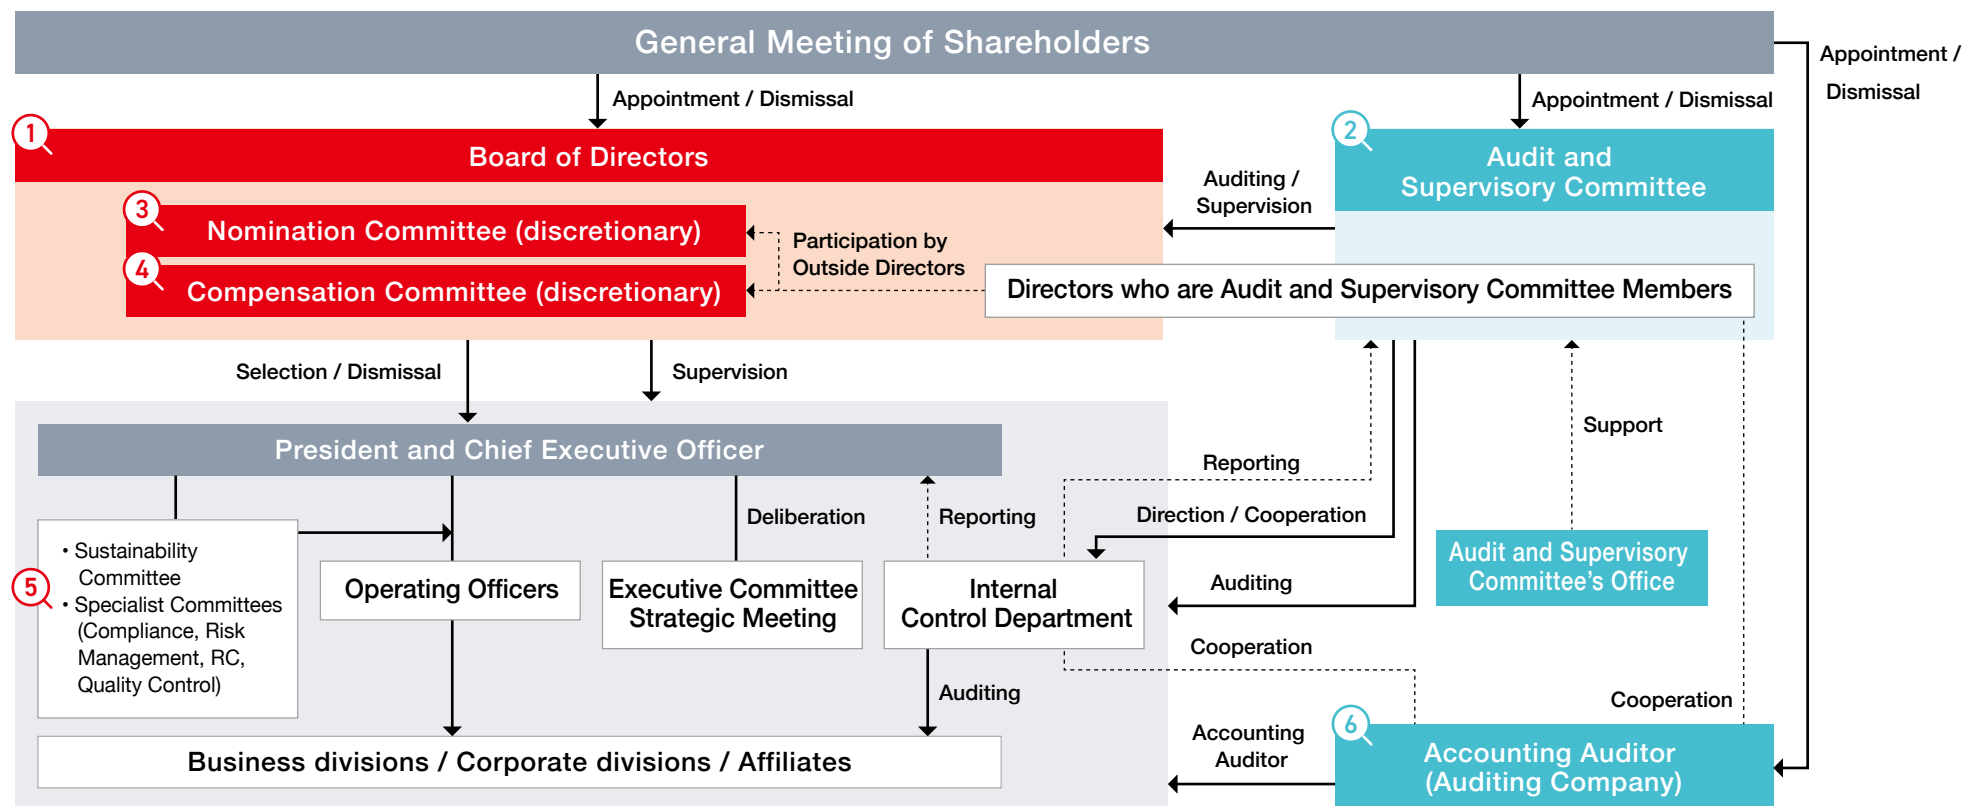 General Meeting of Shareholders
Appointment / Dismissal
Appointment / Dismissal
Appointment /
Dismissal
1
Board of Directors
2
Audit and
Supervisory Committee
Auditing /
Supervision
3
Nomination Committee (discretionary)
4
Compensation Committee (discretionary)
Participation by
Outside Directors
Directors who are Audit and Supervisory Committee Members
Selection / Dismissal
Supervision
President and Chief Executive Officer
Reporting
Support
Deliberation
Reporting
Direction / Cooperation
5
• Sustainability
Committee
• Specialist Committees
(Compliance, Risk
Management, RC,
Quality Control)
Operating Officers
Executive Committee
Strategic Meeting
Internal
Control Department
Auditing
Audit and Supervisory
Committee’s Office
Cooperation
Auditing
Cooperation
Business divisions / Corporate divisions / Affiliates
Accounting
Auditor
6
Accounting Auditor
(Auditing Company)